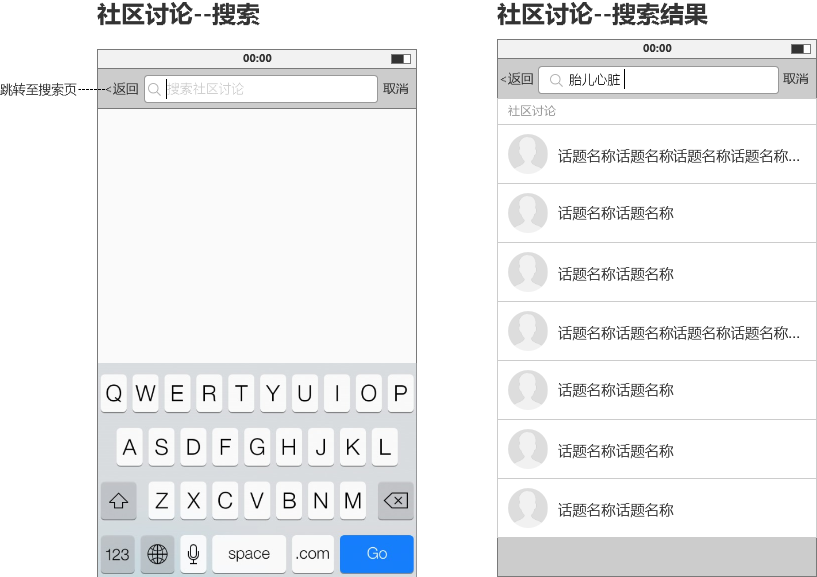 社区讨论--搜索
00:00
跳转至搜索页
<返回
搜索社区讨论
取消
Q W E R T Y U I O P
A S D F G H J K L
Z X C V B N M
123 space .com Go
社区讨论--搜索结果
00:00
<返回
胎儿心脏
取消
社区讨论
话题名称话题名称话题名称话题名称...
话题名称话题名称
话题名称话题名称
话题名称话题名称话题名称话题名称...
话题名称话题名称
话题名称话题名称
话题名称话题名称